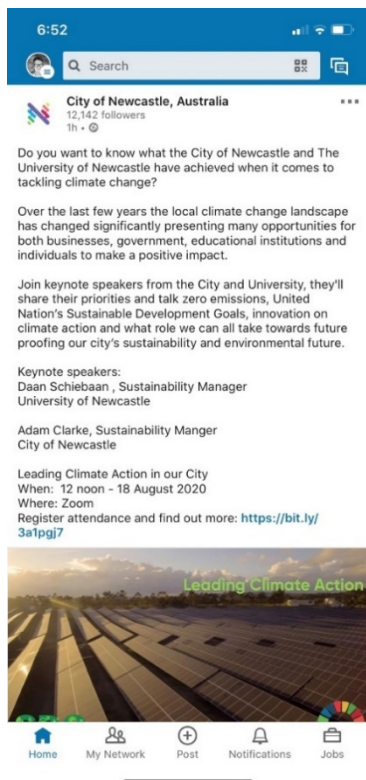 6:52
Search
City of Newcastle, Australia
12,142 followers
1h •
Do you want to know what the City of Newcastle and The
University of Newcastle have achieved when it comes to
tackling climate change?
Over the last few years the local climate change landscape
has changed significantly presenting many opportunities for
both businesses, government, educational institutions and
individuals to make a positive impact.
Join keynote speakers from the City and University, they'll
share their priorities and talk zero emissions, United
Nation's Sustainable Development Goals, innovation on
climate action and what role we can all take towards future
proofing our city's sustainability and environmental future.
Keynote speakers:
Daan Schiebaan , Sustainability Manager
University of Newcastle
Adam Clarke, Sustainability Manger
City of Newcastle
Leading Climate Action in our City
When: 12 noon - 18 August 2020
Where: Zoom
Register attendance and find out more: https://bit.ly/
3a1pgj7
Leading Climate Action
Home My Network Post Notifications Jobs